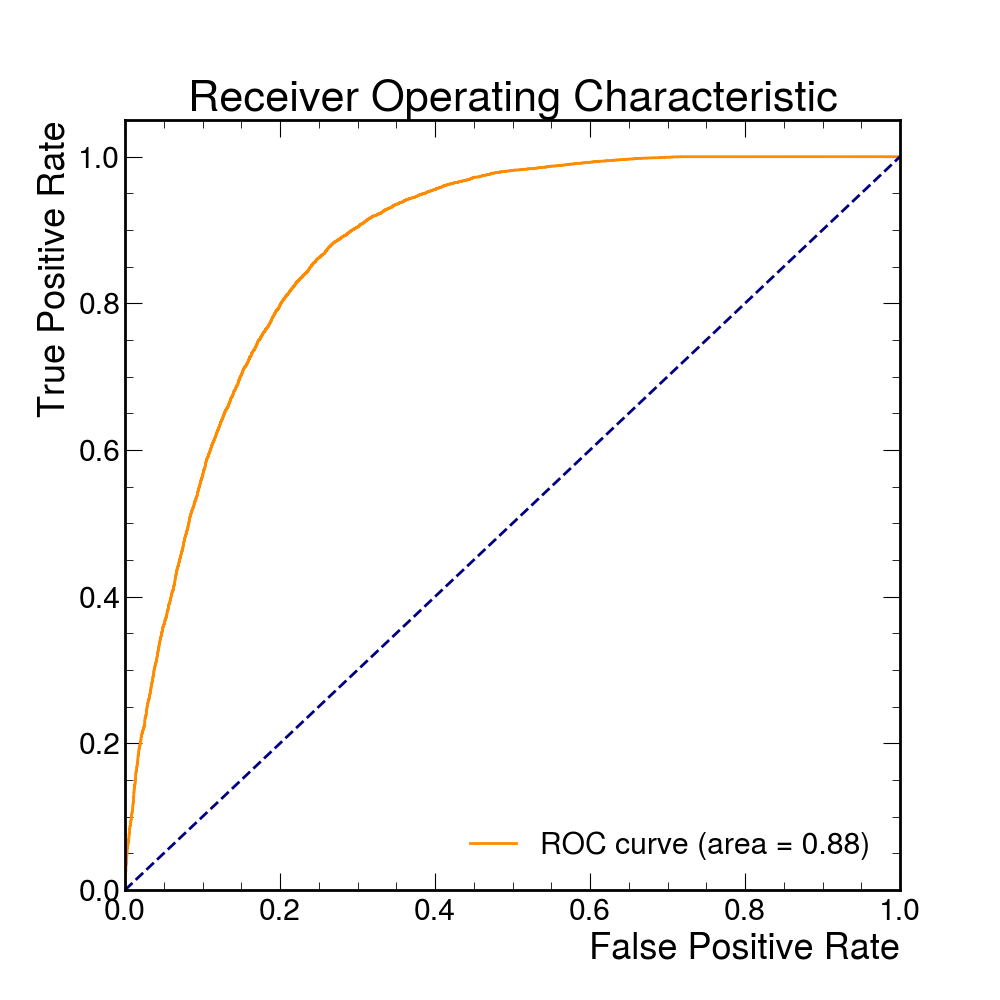 Receiver Operating Characteristic
True Positive Rate
1.0
0.8
0.6
0.4
0.2
0.0
ROC curve (area = 0.88)
0.0 0.2 0.4 0.6 0.8 1.0
False Positive Rate